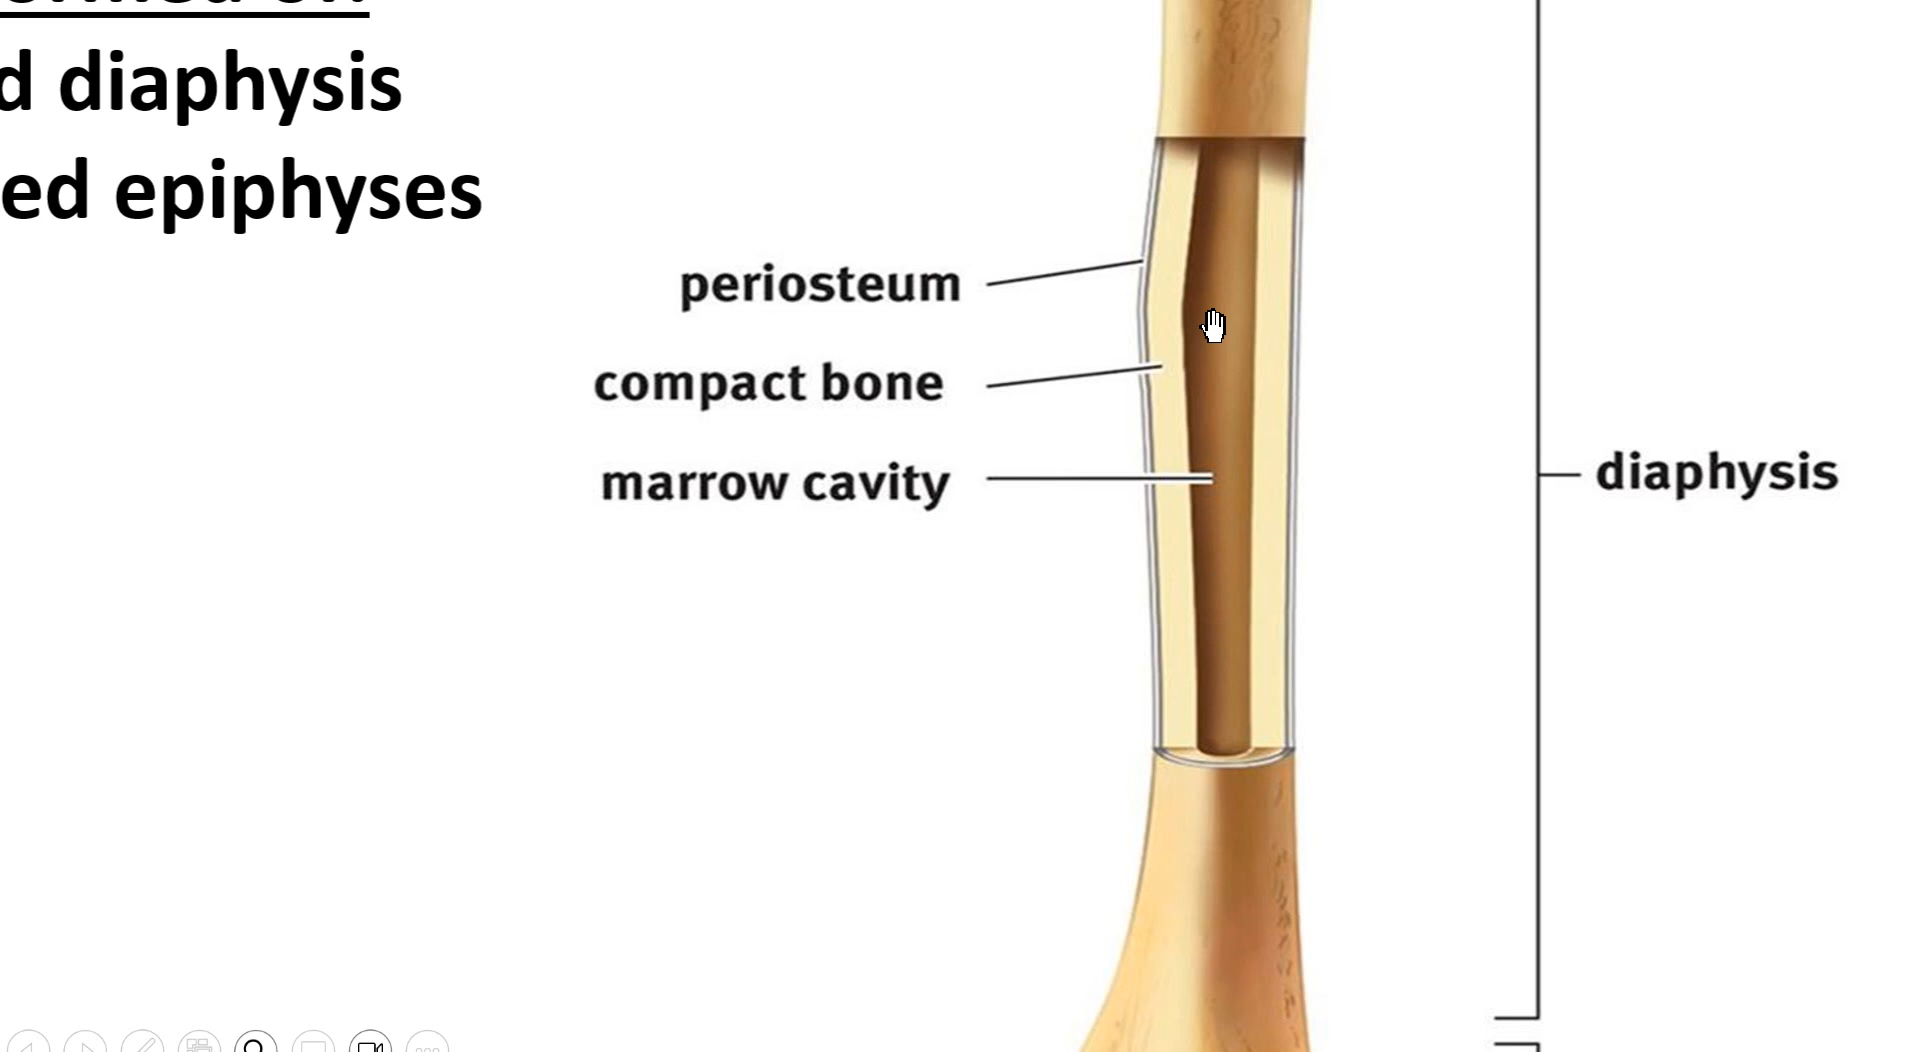 d diaphysis
ed epiphyses
periosteum
compact bone
marrow cavity
diaphysis